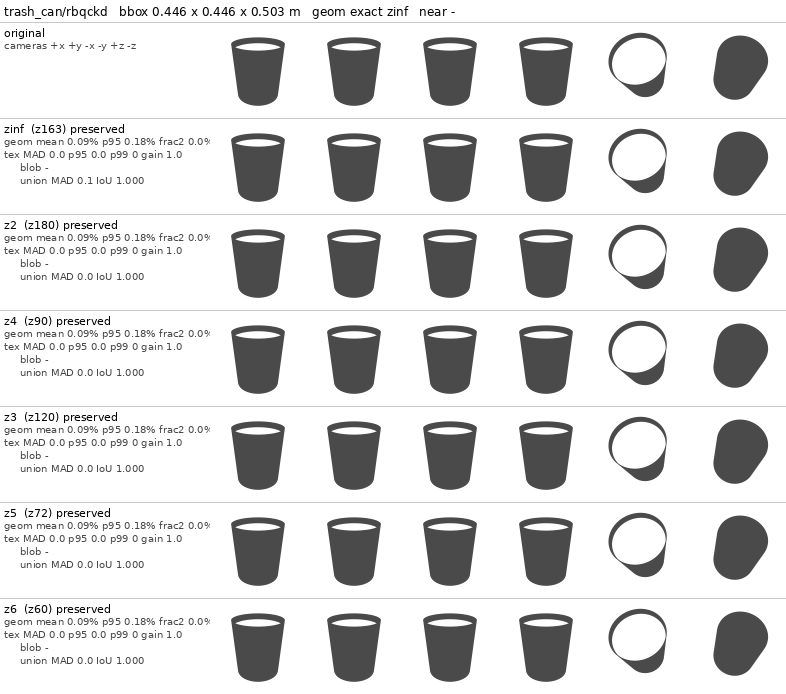 trash_can/rbqckd bbox 0.446 x 0.446 x 0.503 m geom exact zinf near -
original
cameras +x +y -x -y +z -z
zinf (z163) preserved
geom mean 0.09% p95 0.18% frac2 0.0%
tex MAD 0.0 p95 0.0 p99 0 gain 1.0
blob -
union MAD 0.1 IoU 1.000
z2 (z180) preserved
geom mean 0.09% p95 0.18% frac2 0.0%
tex MAD 0.0 p95 0.0 p99 0 gain 1.0
blob -
union MAD 0.0 IoU 1.000
z4 (z90) preserved
geom mean 0.09% p95 0.18% frac2 0.0%
tex MAD 0.0 p95 0.0 p99 0 gain 1.0
blob -
union MAD 0.0 IoU 1.000
z3 (z120) preserved
geom mean 0.09% p95 0.18% frac2 0.0%
tex MAD 0.0 p95 0.0 p99 0 gain 1.0
blob -
union MAD 0.0 IoU 1.000
z5 (z72) preserved
geom mean 0.09% p95 0.18% frac2 0.0%
tex MAD 0.0 p95 0.0 p99 0 gain 1.0
blob -
union MAD 0.0 IoU 1.000
z6 (z60) preserved
geom mean 0.09% p95 0.18% frac2 0.0%
tex MAD 0.0 p95 0.0 p99 0 gain 1.0
blob -
union MAD 0.0 IoU 1.000